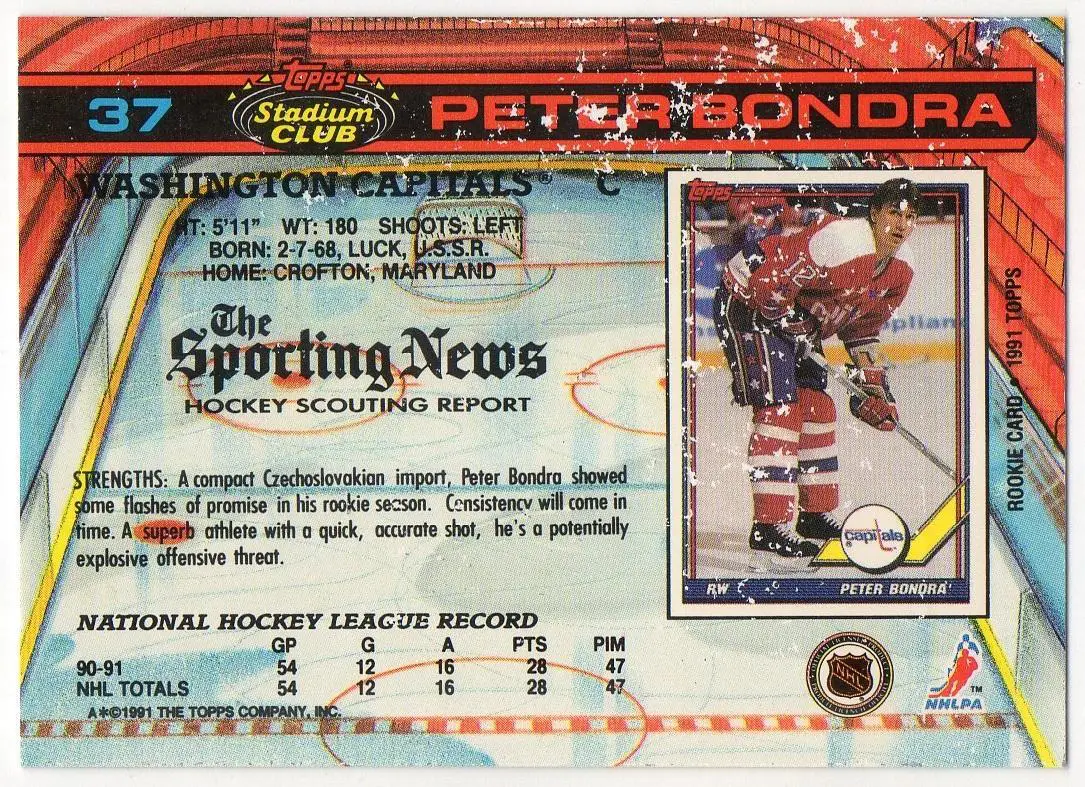 37
Topps
Stadium
CLUB
PETER BONDRA
WASHINGTON CAPITALS® C
HT: 5'11" WT: 180 SHOOTS: LEFT
BORN: 2-7-68, LUCK, U.S.S.R.
HOME: CROFTON, MARYLAND
The
Sporting News
HOCKEY SCOUTING REPORT
STRENGTHS: A compact Czechoslovakian import, Peter Bondra showed
some flashes of promise in his rookie season. Consistency will come in
time. A superb athlete with a quick, accurate shot, he's a potentially
explosive offensive threat.
NATIONAL HOCKEY LEAGUE RECORD
GP G A PTS PIM
90-91 54 12 16 28 47
NHL TOTALS 54 12 16 28 47
A*©1991 THE TOPPS COMPANY, INC.
Topps
Capitals
RW PETER BONDRA
ROOKIE CARD • 1991 TOPPS
NHL
NHLPA
TM